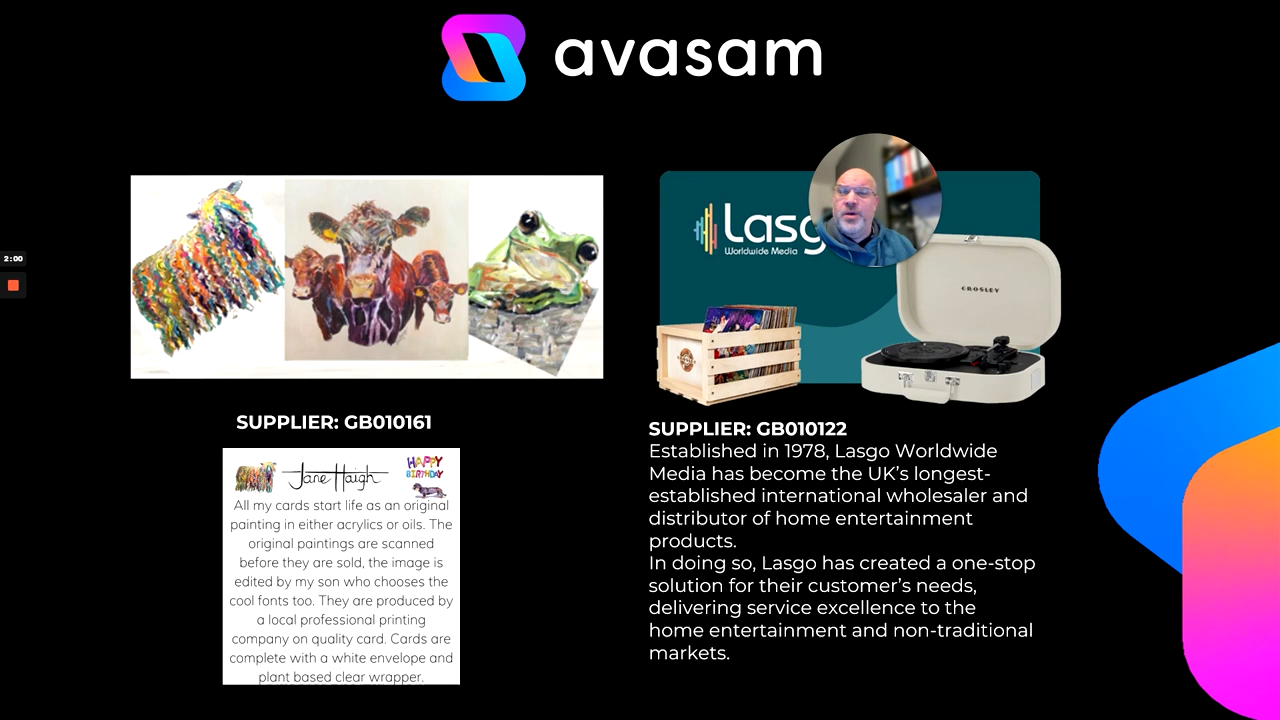 avasam
2:00
Lasg
Worldwide Media
CROSLEY
SUPPLIER: GB010161
Jane Haigh
HAPPY
BIRTHDAY
All my cards start life as an original
painting in either acrylics or oils. The
original paintings are scanned
before they are sold, the image is
edited by my son who chooses the
cool fonts too. They are produced by
a local professional printing
company on quality card. Cards are
complete with a white envelope and
plant based clear wrapper.
SUPPLIER: GB010122
Established in 1978, Lasgo Worldwide
Media has become the UK’s longest-
established international wholesaler and
distributor of home entertainment
products.
In doing so, Lasgo has created a one-stop
solution for their customer’s needs,
delivering service excellence to the
home entertainment and non-traditional
markets.